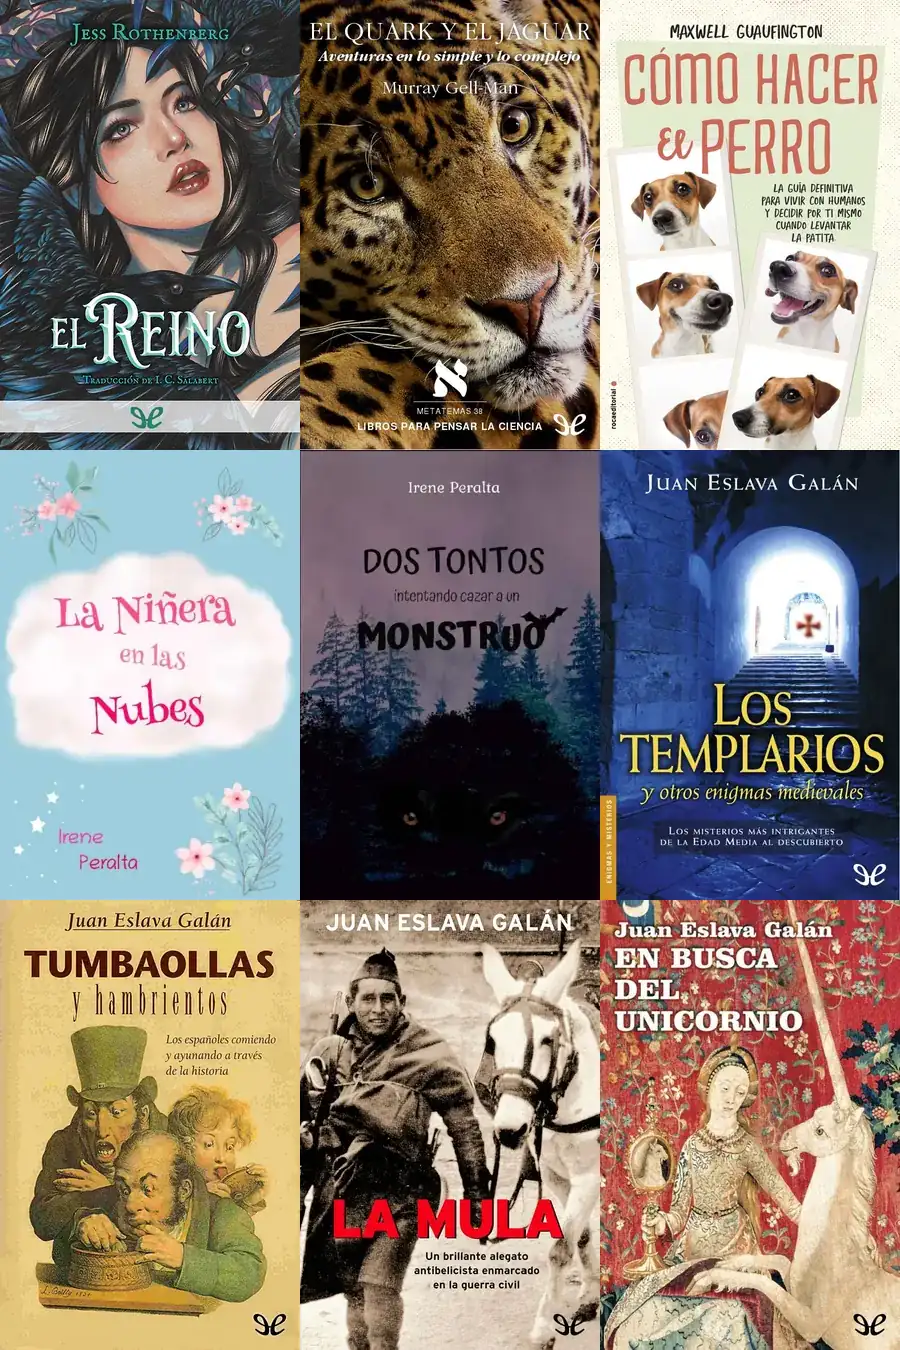 JESS ROTHENBERG
EL REINO
TRADUCCIÓN DE I. C. SALABERT
EL QUARK Y EL JAGUAR
Aventuras en lo simple y lo complejo
Murray Gell-Man
METATEMAS 38
LIBROS PARA PENSAR LA CIENCIA
MAXWELL GUAUFINGTON
CÓMO HACER
el PERRO
LA GUÍA DEFINITIVA
PARA VIVIR CON HUMANOS
Y DECIDIR POR TI MISMO
CUANDO LEVANTAR
LA PATITA
rocaeditorial
La Niñera
en las
Nubes
Irene
Peralta
Irene Peralta
DOS TONTOS
intentando cazar a un
MONSTRUO
JUAN ESLAVA GALÁN
LOS
TEMPLARIOS
y otros enigmas medievales
LOS MISTERIOS MÁS INTRIGANTES
DE LA EDAD MEDIA AL DESCUBIERTO
ENIGMAS Y MISTERIOS
Juan Eslava Galán
TUMBAOLLAS
y hambrientos
Los españoles comiendo
y ayunando a través
de la historia
JUAN ESLAVA GALÁN
LA MULA
Un brillante alegato
antibelicista enmarcado
en la guerra civil
Juan Eslava Galán
EN BUSCA
DEL
UNICORNIO